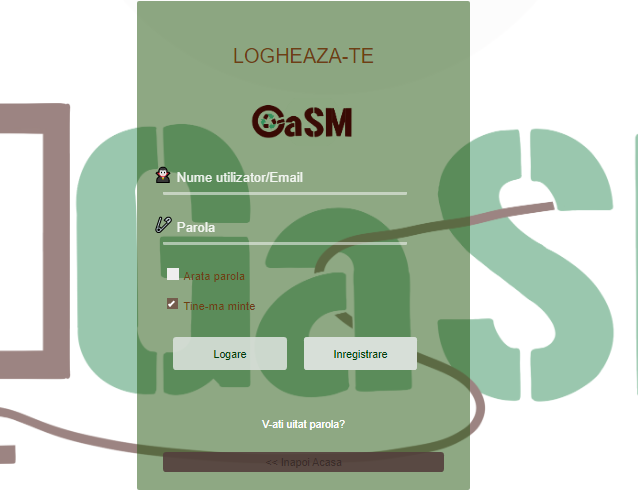 LOGHEAZA-TE
GaSM
Nume utilizator/Email
Parola
Arata parola
Tine-ma minte
Logare
Inregistrare
V-ati uitat parola?
<< Inapoi Acasa
GaS